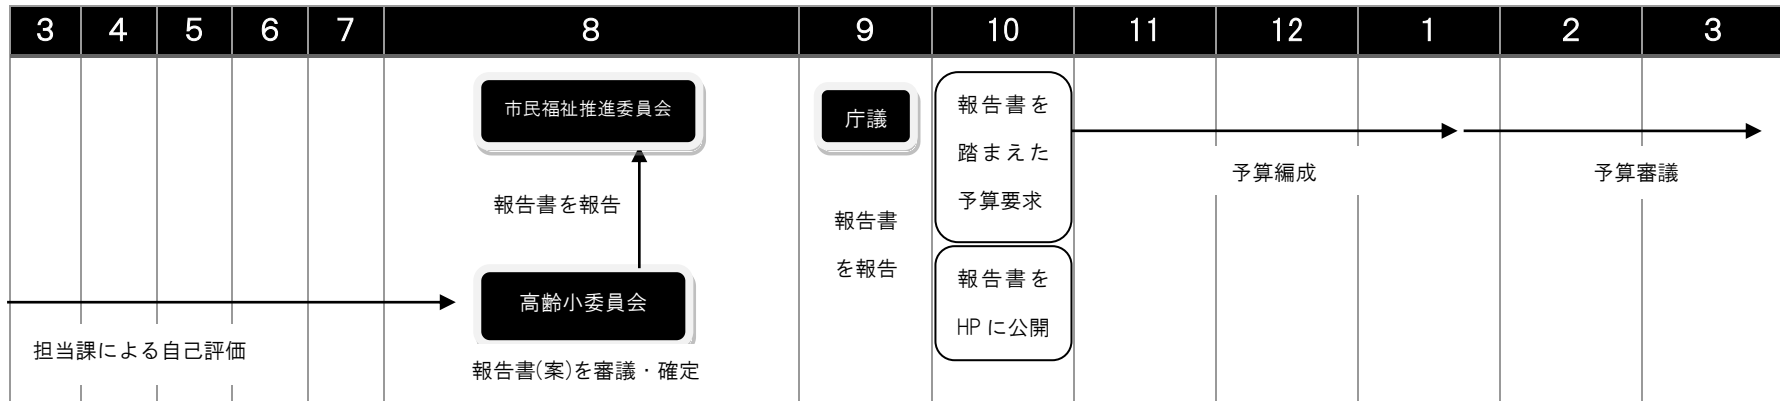 3 4 5 6 7 8 9 10 11 12 1 2 3
市民福祉推進委員会
報告書を報告
高齢小委員会
報告書(案)を審議・確定
担当課による自己評価
庁議
報告書
を報告
報告書を
踏まえた
予算要求
報告書を
HPに公開
予算編成
予算審議